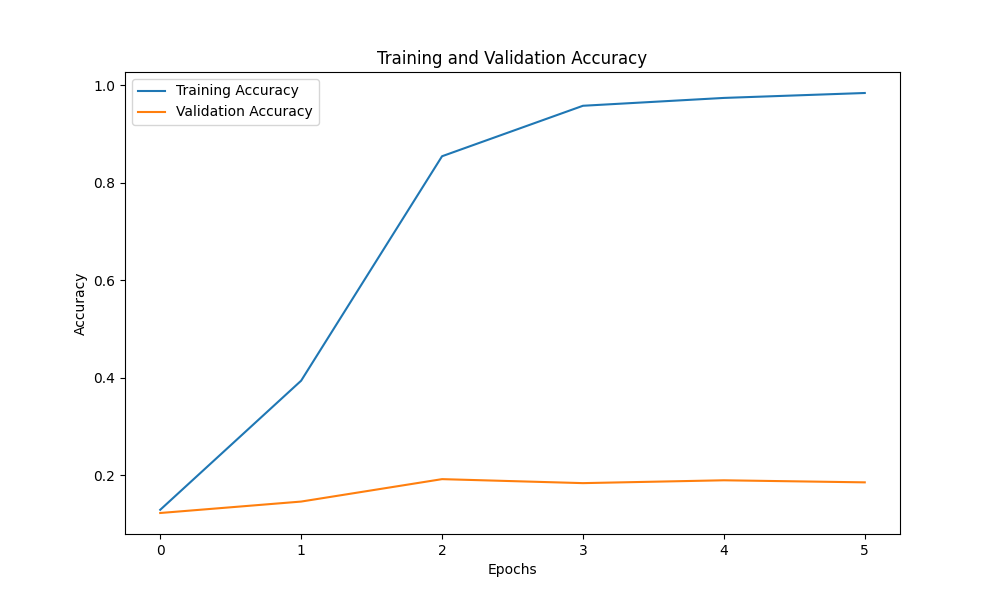 Training and Validation Accuracy
Training Accuracy
Validation Accuracy
1.0
0.8
0.6
0.4
0.2
Accuracy
0 1 2 3 4 5
Epochs